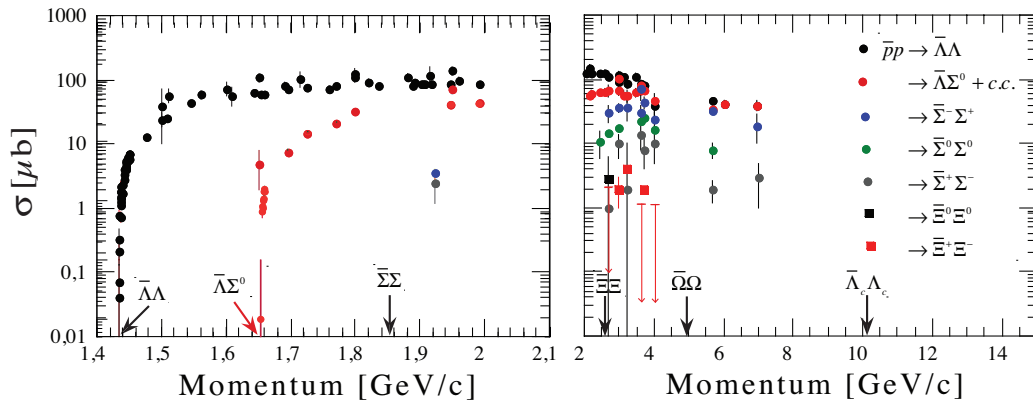 σ [μb]
1000
100
10
1
0,1
0,01
Λ̄Λ
Λ̄Σ⁰
Σ̄Σ
1,4 1,5 1,6 1,7 1,8 1,9 2 2,1
Momentum [GeV/c]
p̄p → Λ̄Λ
→ Λ̄Σ⁰ + c.c.
→ Σ̄⁻Σ⁺
→ Σ̄⁰Σ⁰
→ Σ̄⁺Σ⁻
→ Ξ̄⁰Ξ⁰
→ Ξ̄⁺Ξ⁻
Ξ̄Ξ
Ω̄Ω
Λ̄_cΛ_c
2 4 6 8 10 12 14
Momentum [GeV/c]